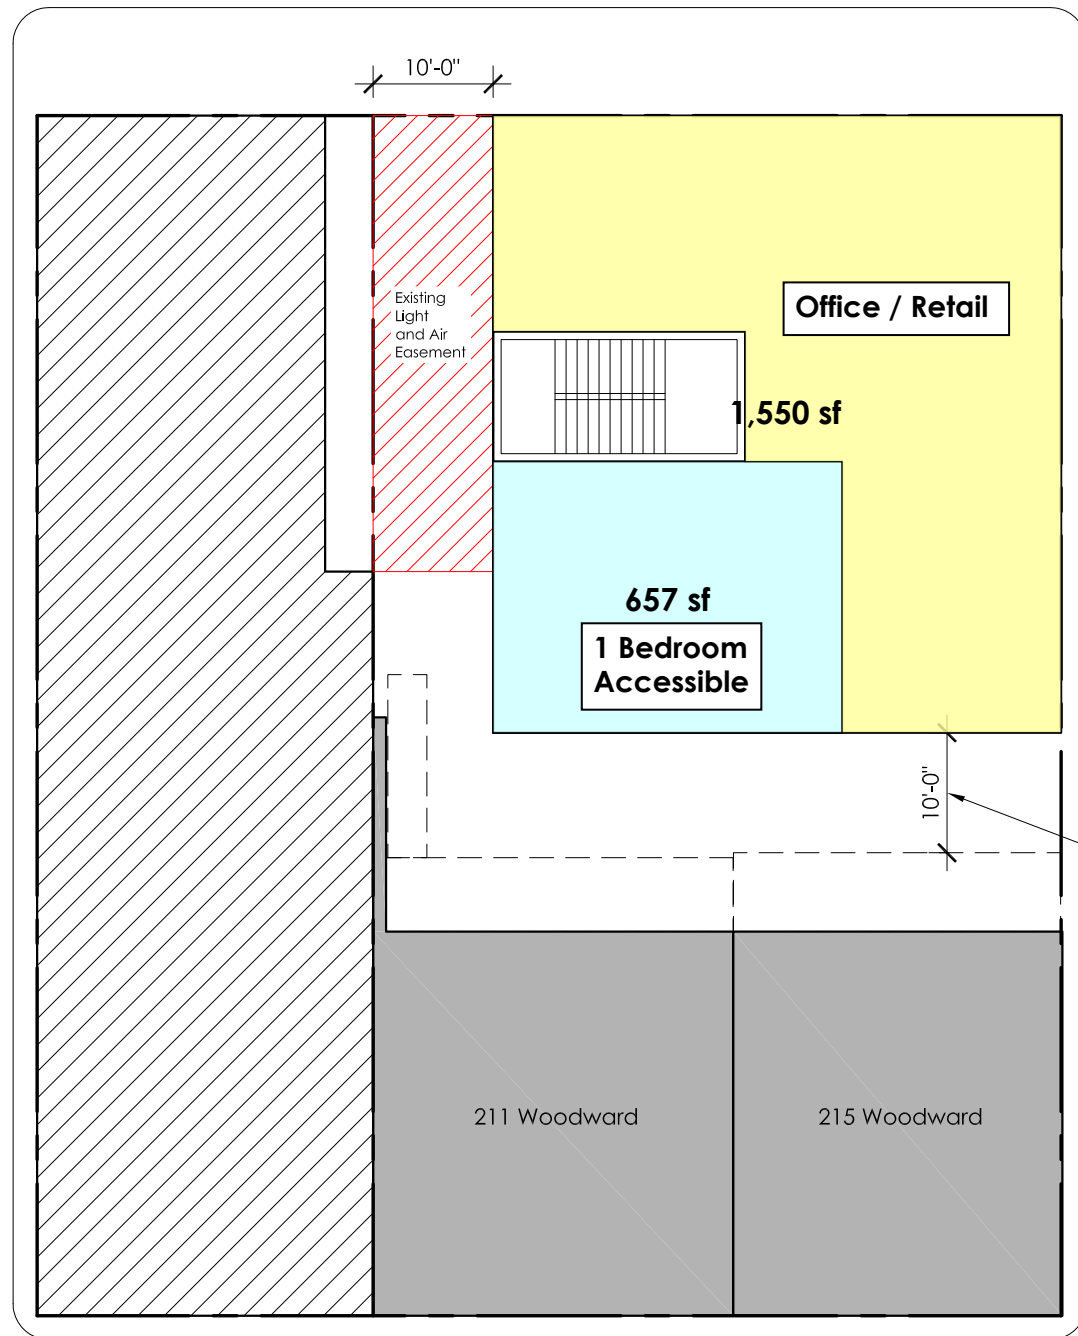 10'-0"
Existing
Light
and Air
Easement
Office / Retail
1,550 sf
657 sf
1 Bedroom
Accessible
10'-0"
211 Woodward
215 Woodward